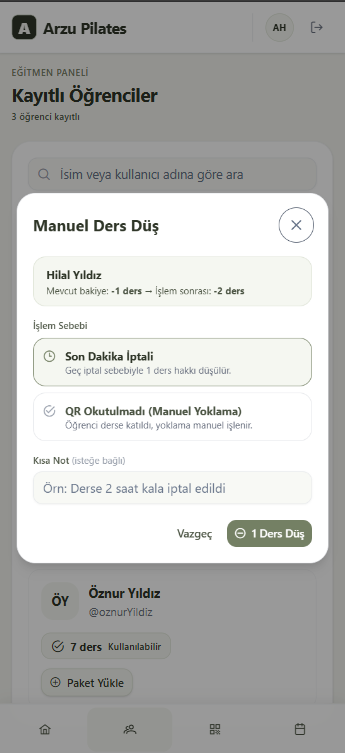 A Arzu Pilates
AH
EĞİTMEN PANELİ
Kayıtlı Öğrenciler
3 öğrenci kayıtlı
İsim veya kullanıcı adına göre ara
Manuel Ders Düş
Hilal Yıldız
Mevcut bakiye: -1 ders → İşlem sonrası: -2 ders
İşlem Sebebi
Son Dakika İptali
Geç iptal sebebiyle 1 ders hakkı düşülür.
QR Okutulmadı (Manuel Yoklama)
Öğrenci derse katıldı, yoklama manuel işlenir.
Kısa Not (isteğe bağlı)
Örn: Derse 2 saat kala iptal edildi
Vazgeç
1 Ders Düş
ÖY
Öznur Yıldız
@oznurYildiz
7 ders Kullanılabilir
Paket Yükle